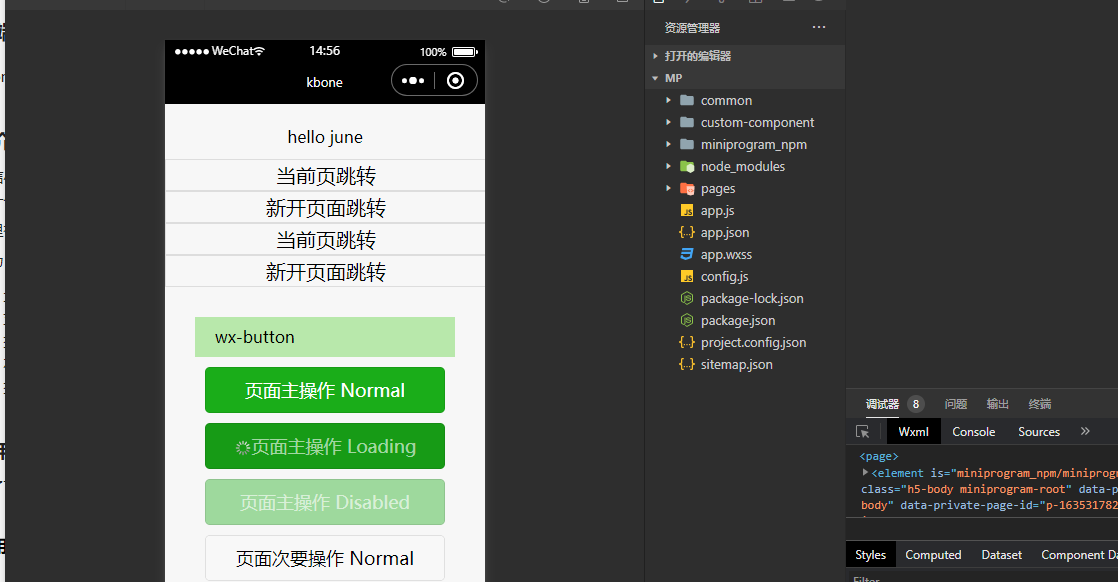 WeChat 14:56 100%
kbone
hello june
当前页跳转
新开页面跳转
当前页跳转
新开页面跳转
wx-button
页面主操作 Normal
页面主操作 Loading
页面主操作 Disabled
页面次要操作 Normal
资源管理器
打开的编辑器
MP
common
custom-component
miniprogram_npm
node_modules
pages
app.js
app.json
app.wxss
config.js
package-lock.json
package.json
project.config.json
sitemap.json
调试器 8 问题 输出 终端
Wxml Console Sources
<page>
<element is="miniprogram_npm/miniprogr
class="h5-body miniprogram-root" data-p
body" data-private-page-id="p-163531782
Styles Computed Dataset Component Da
Filter